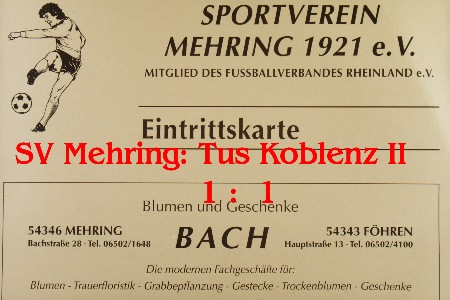 SPORTVEREIN
MEHRING 1921 e.V.
MITGLIED DES FUSSBALLVERBANDES RHEINLAND e.V.
Eintrittskarte
SV Mehring: Tus Koblenz II
1 : 1
Blumen und Geschenke
54346 MEHRING
Bachstraße 28 · Tel. 06502/1648
BACH
54343 FÖHREN
Hauptstraße 13 · Tel. 06502/4100
Die modernen Fachgeschäfte für:
Blumen - Trauerfloristik - Grabbepflanzung - Gestecke - Trockenblumen - Geschenke